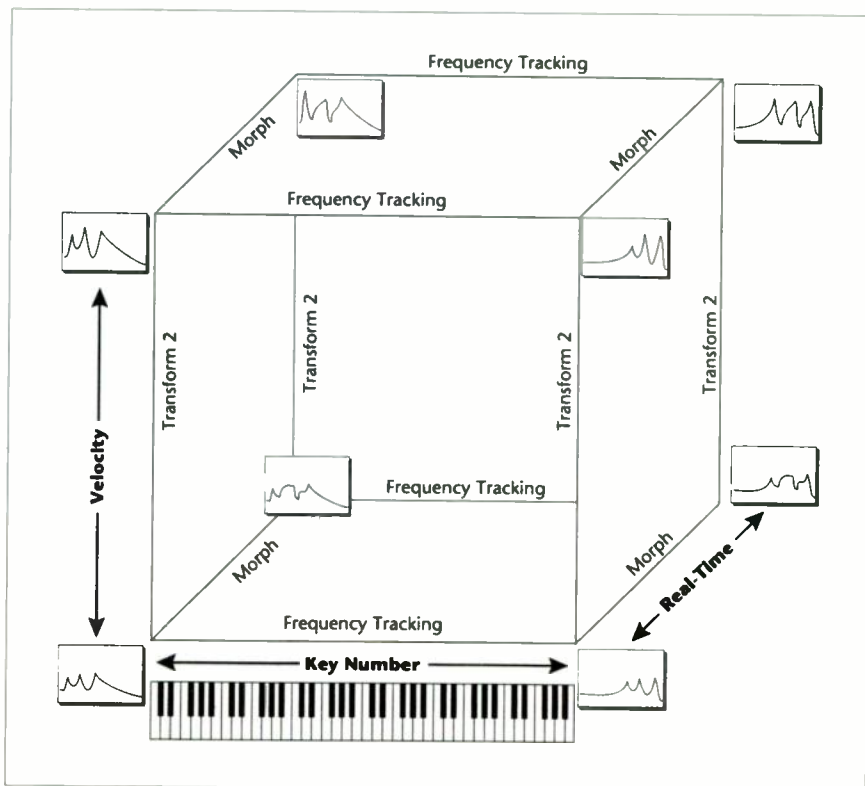 Frequency Tracking
Morph
Morph
Frequency Tracking
Transform 2
Transform 2
Transform 2
Transform 2
Velocity
Frequency Tracking
Morph
Morph
Real-Time
Frequency Tracking
Key Number